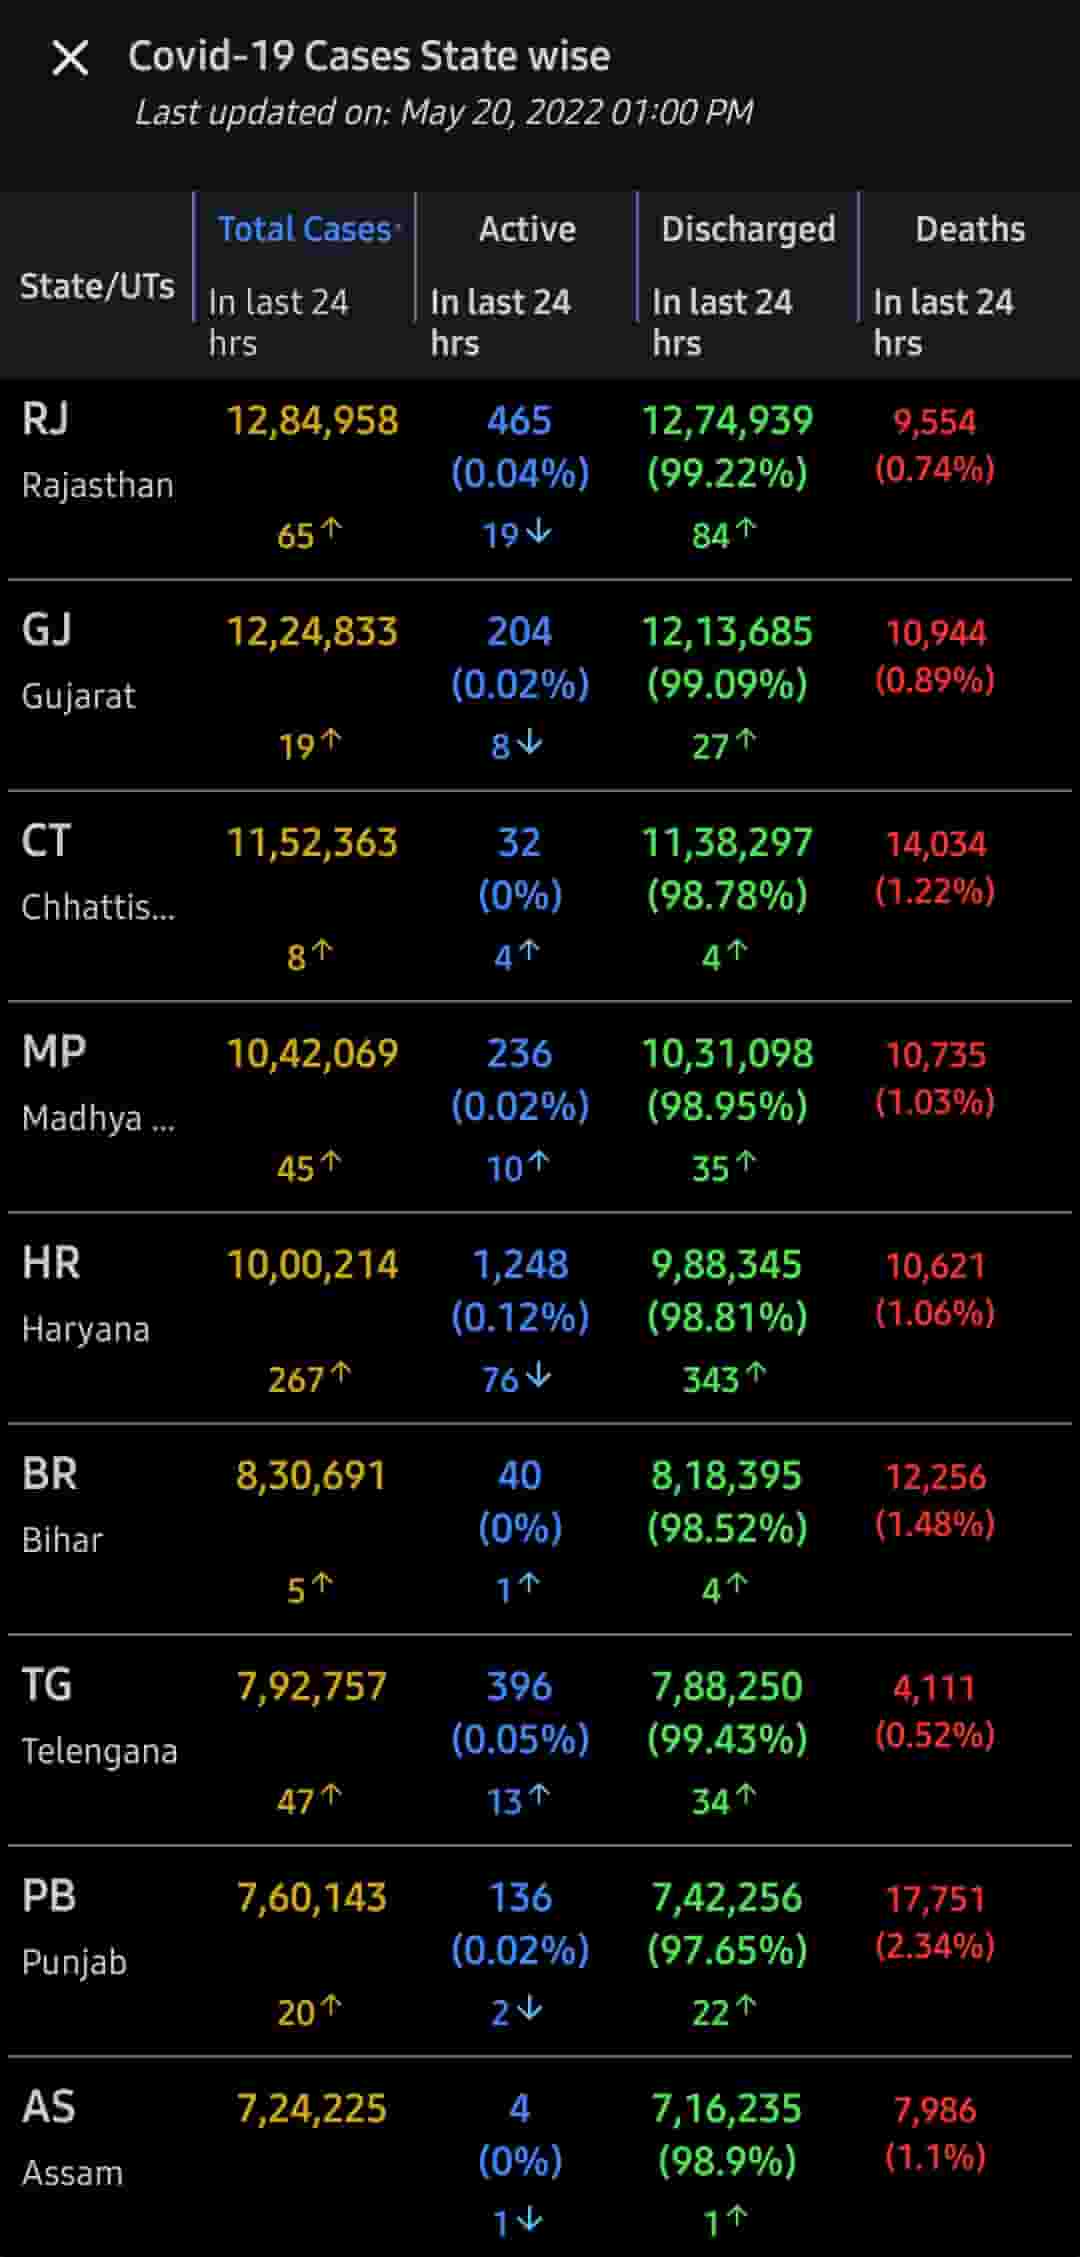 Covid-19 Cases State wise
Last updated on: May 20, 2022 01:00 PM
State/UTs Total Cases Active Discharged Deaths
In last 24 hrs In last 24 hrs In last 24 hrs In last 24 hrs
RJ 12,84,958 465 12,74,939 9,554
Rajasthan (0.04%) (99.22%) (0.74%)
65↑ 19↓ 84↑
GJ 12,24,833 204 12,13,685 10,944
Gujarat (0.02%) (99.09%) (0.89%)
19↑ 8↓ 27↑
CT 11,52,363 32 11,38,297 14,034
Chhattis... (0%) (98.78%) (1.22%)
8↑ 4↑ 4↑
MP 10,42,069 236 10,31,098 10,735
Madhya ... (0.02%) (98.95%) (1.03%)
45↑ 10↑ 35↑
HR 10,00,214 1,248 9,88,345 10,621
Haryana (0.12%) (98.81%) (1.06%)
267↑ 76↓ 343↑
BR 8,30,691 40 8,18,395 12,256
Bihar (0%) (98.52%) (1.48%)
5↑ 1↑ 4↑
TG 7,92,757 396 7,88,250 4,111
Telengana (0.05%) (99.43%) (0.52%)
47↑ 13↑ 34↑
PB 7,60,143 136 7,42,256 17,751
Punjab (0.02%) (97.65%) (2.34%)
20↑ 2↓ 22↑
AS 7,24,225 4 7,16,235 7,986
Assam (0%) (98.9%) (1.1%)
1↓ 1↑